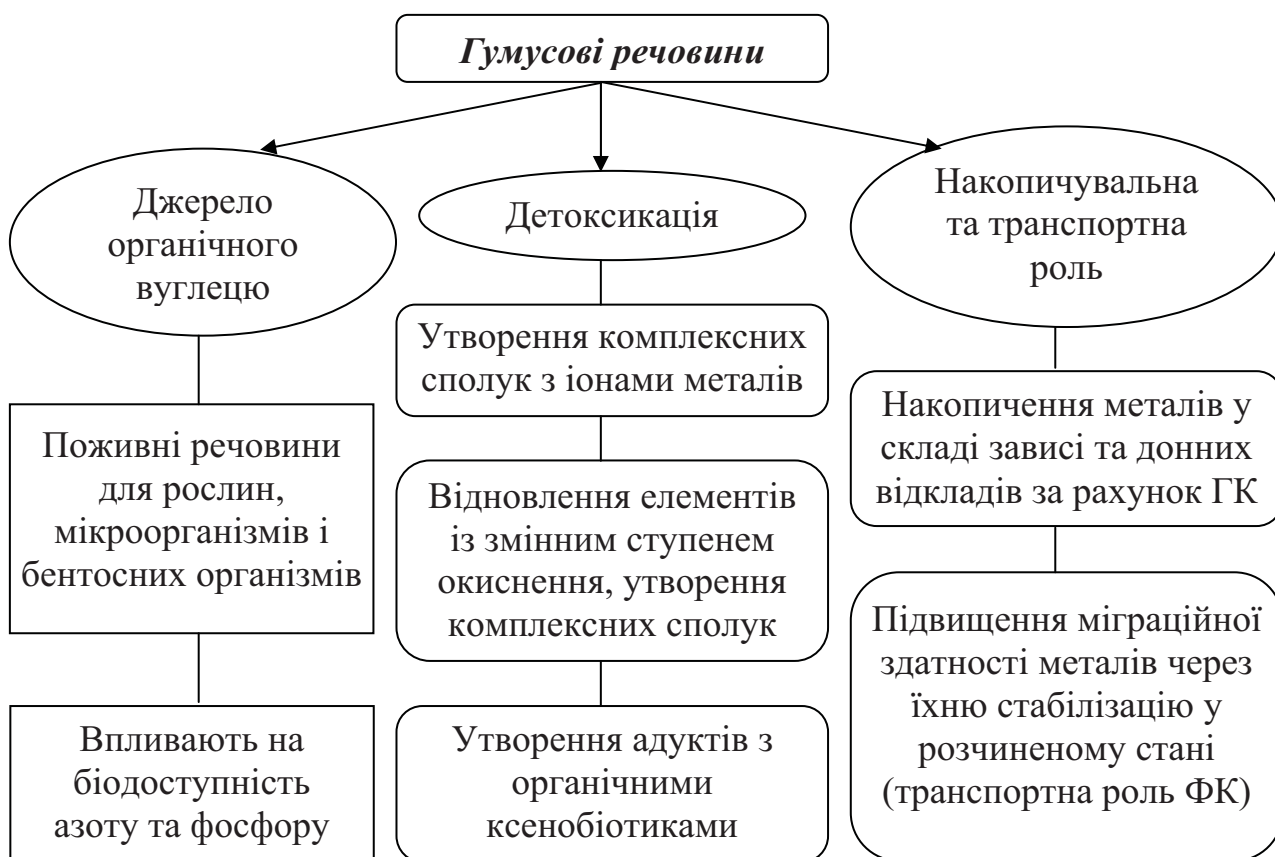 Гумусові речовини
Джерело
органічного
вуглецю
Поживні речовини
для рослин,
мікроорганізмів і
бентосних організмів
Впливають на
біодоступність
азоту та фосфору
Детоксикація
Утворення комплексних
сполук з іонами металів
Відновлення елементів
із змінним ступенем
окиснення, утворення
комплексних сполук
Утворення адуктів з
органічними
ксенобіотиками
Накопичувальна
та транспортна
роль
Накопичення металів у
складі зависі та донних
відкладів за рахунок ГК
Підвищення міграційної
здатності металів через
їхню стабілізацію у
розчиненому стані
(транспортна роль ФК)